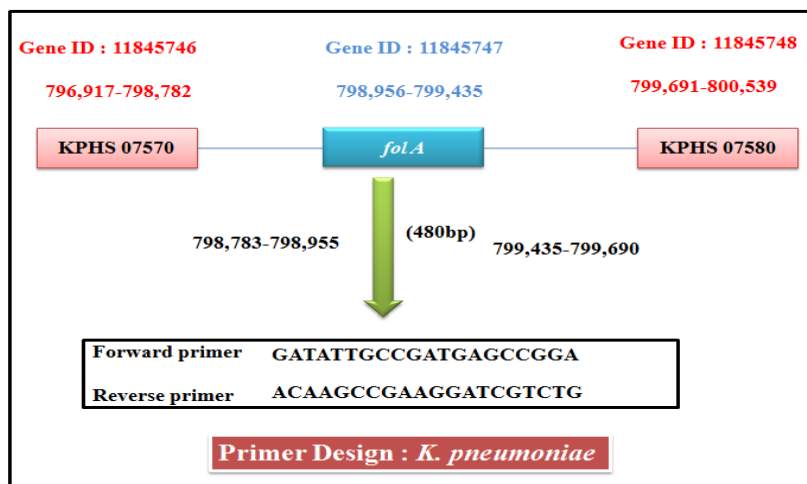 Gene ID : 11845746
796,917-798,782
Gene ID : 11845747
798,956-799,435
Gene ID : 11845748
799,691-800,539
KPHS 07570
fol A
KPHS 07580
798,783-798,955
(480bp)
799,435-799,690
Forward primer GATATTGCCGATGAGCCGGA
Reverse primer ACAAGCCGAAGGATCGTCTG
Primer Design : K. pneumoniae